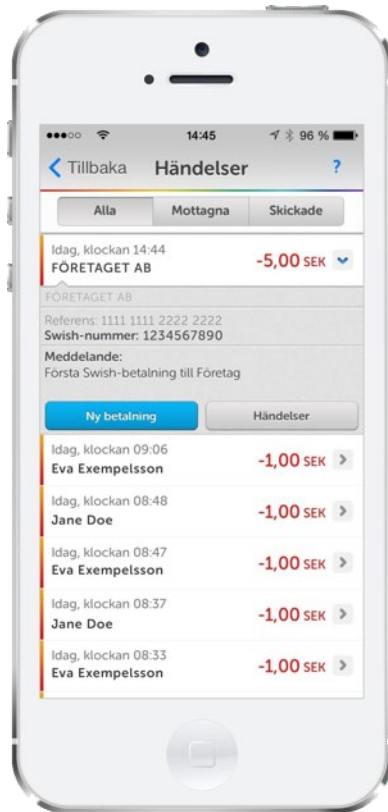 14:45
96 %
Tillbaka
Händelser
?
Alla
Mottagna
Skickade
Idag, klockan 14:44
FÖRETAGET AB
-5,00 SEK
FÖRETAGET AB
Referens: 1111 1111 2222 2222
Swish-nummer: 1234567890
Meddelande:
Första Swish-betalning till Företag
Ny betalning
Händelser
Idag, klockan 09:06
Eva Exempelsson
-1,00 SEK
Idag, klockan 08:48
Jane Doe
-1,00 SEK
Idag, klockan 08:47
Eva Exempelsson
-1,00 SEK
Idag, klockan 08:37
Jane Doe
-1,00 SEK
Idag, klockan 08:33
Eva Exempelsson
-1,00 SEK